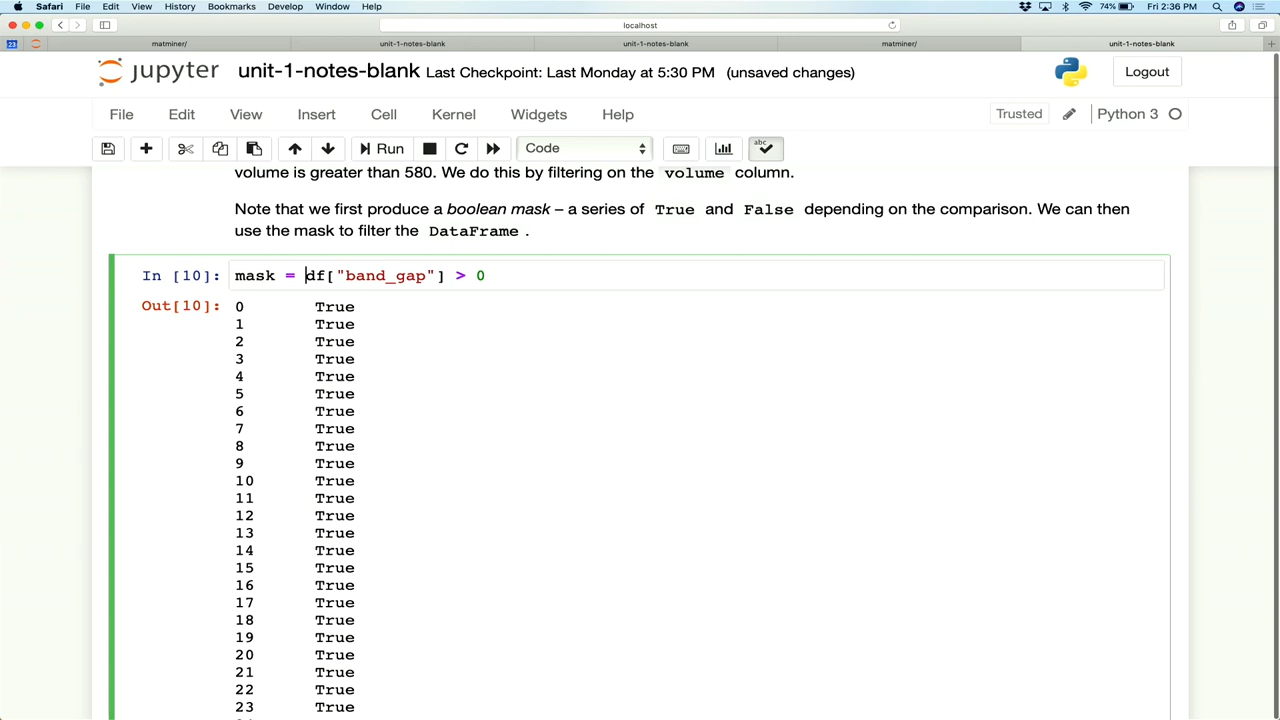 Safari File Edit View History Bookmarks Develop Window Help 74% Fri 2:36 PM
localhost
23 matminer/ unit-1-notes-blank unit-1-notes-blank matminer/ unit-1-notes-blank
jupyter unit-1-notes-blank Last Checkpoint: Last Monday at 5:30 PM (unsaved changes) Logout
File Edit View Insert Cell Kernel Widgets Help Trusted Python 3
Run Code abc
volume is greater than 580. We do this by filtering on the volume column.
Note that we first produce a boolean mask – a series of True and False depending on the comparison. We can then
use the mask to filter the DataFrame .
In [10]: mask = df["band_gap"] > 0
Out[10]: 0 True
1 True
2 True
3 True
4 True
5 True
6 True
7 True
8 True
9 True
10 True
11 True
12 True
13 True
14 True
15 True
16 True
17 True
18 True
19 True
20 True
21 True
22 True
23 True